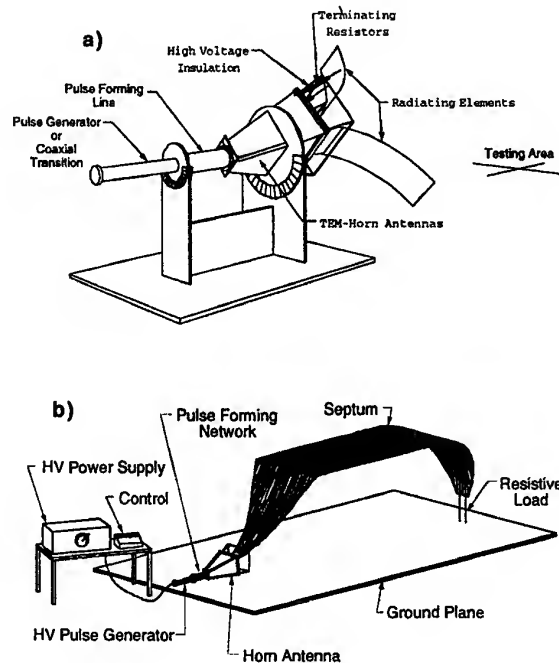 a)
Terminating
Resistors
High Voltage
Insulation
Pulse Forming
Line
Radiating Elements
Pulse Generator
or
Coaxial
Transition
Testing Area
TEM-Horn Antennas
b)
Septum
Pulse Forming
Network
HV Power Supply
Control
Resistive
Load
Ground Plane
HV Pulse Generator
Horn Antenna